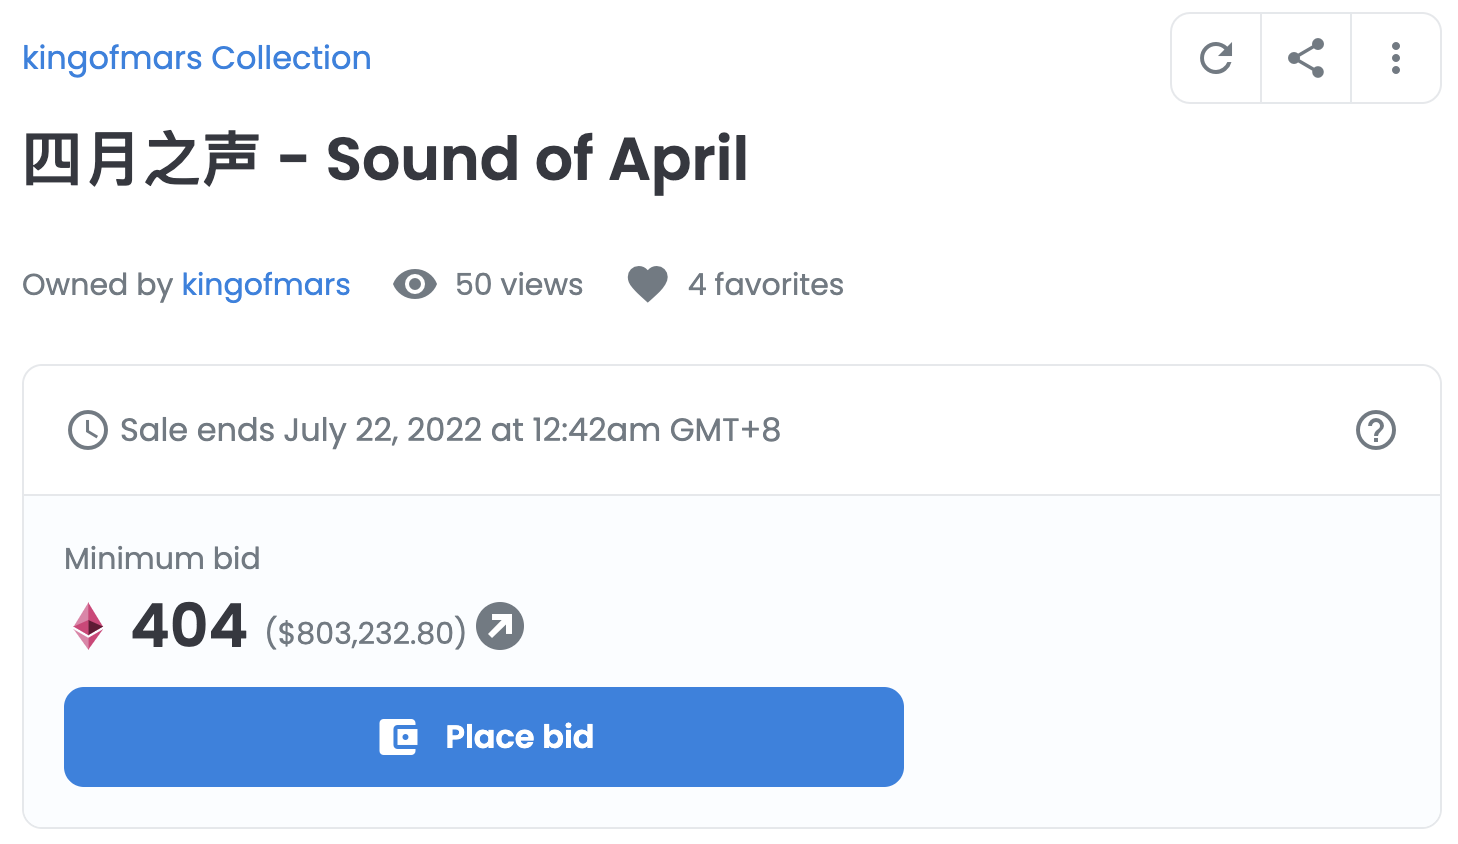 kingofmars Collection
四月之声 - Sound of April
Owned by kingofmars 50 views 4 favorites
Sale ends July 22, 2022 at 12:42am GMT+8
Minimum bid
404 ($803,232.80)
Place bid